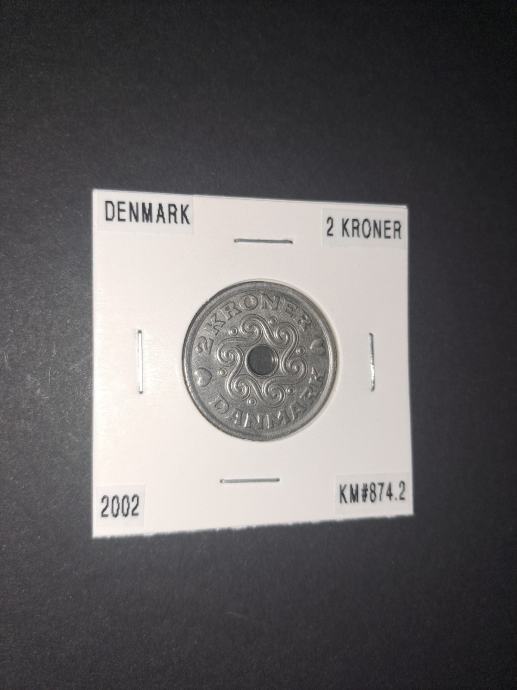 DENMARK
2 KRONER
2 KRONER
DANMARK
2002
KM#874.2